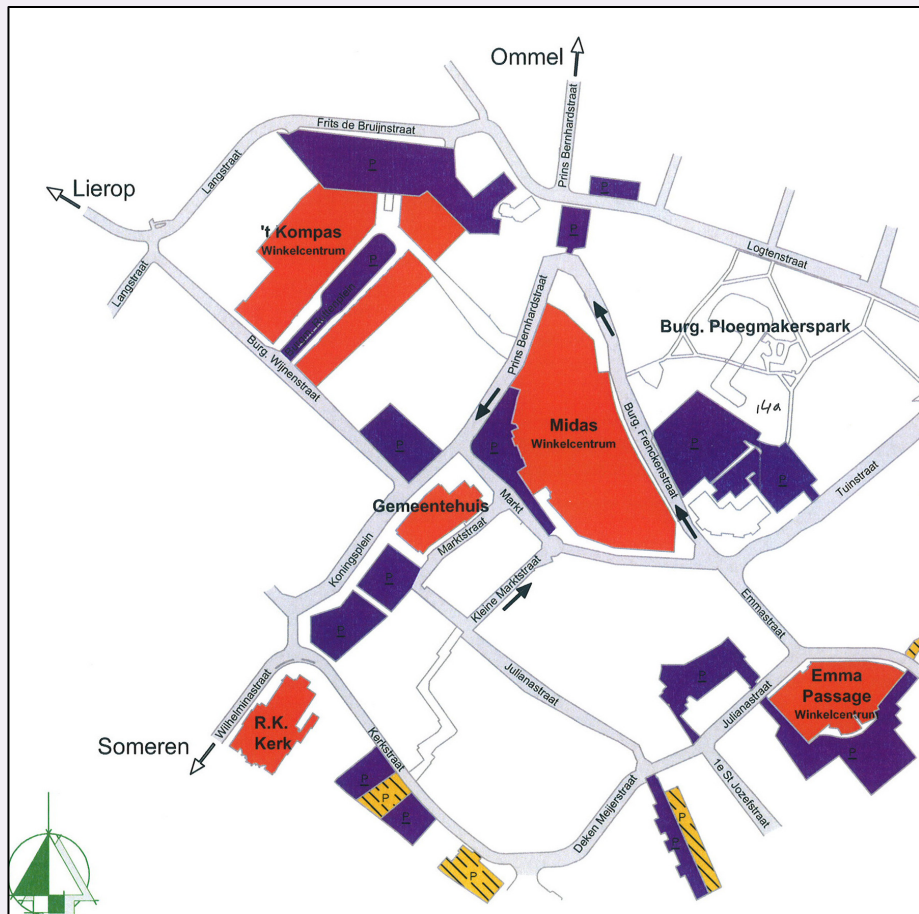 Ommel
Prins Bernhardstraat
Frits de Bruijnstraat
P
P
Langstraat
Lierop
P
't Kompas
Winkelcentrum
P
Logtenstraat
Langstraat
Burg. Wijnenstraat
Prins Bernhardstraat
Burg. Ploegmakerspark
14a
Midas
Winkelcentrum
Burg. Frenckenstraat
P
P
P
P
Tuinstraat
Gemeentehuis
Markt
Marktstraat
Koningsplein
P
P
Kleine Marktstraat
Emmastraat
Julianastraat
P
Julianastraat
Emma
Passage
Winkelcentrum
P
Wilhelminastraat
R.K.
Kerk
Someren
Kerkstraat
P
P
P
P
Deken Meijerstraat
1e St Jozefstraat
P
P